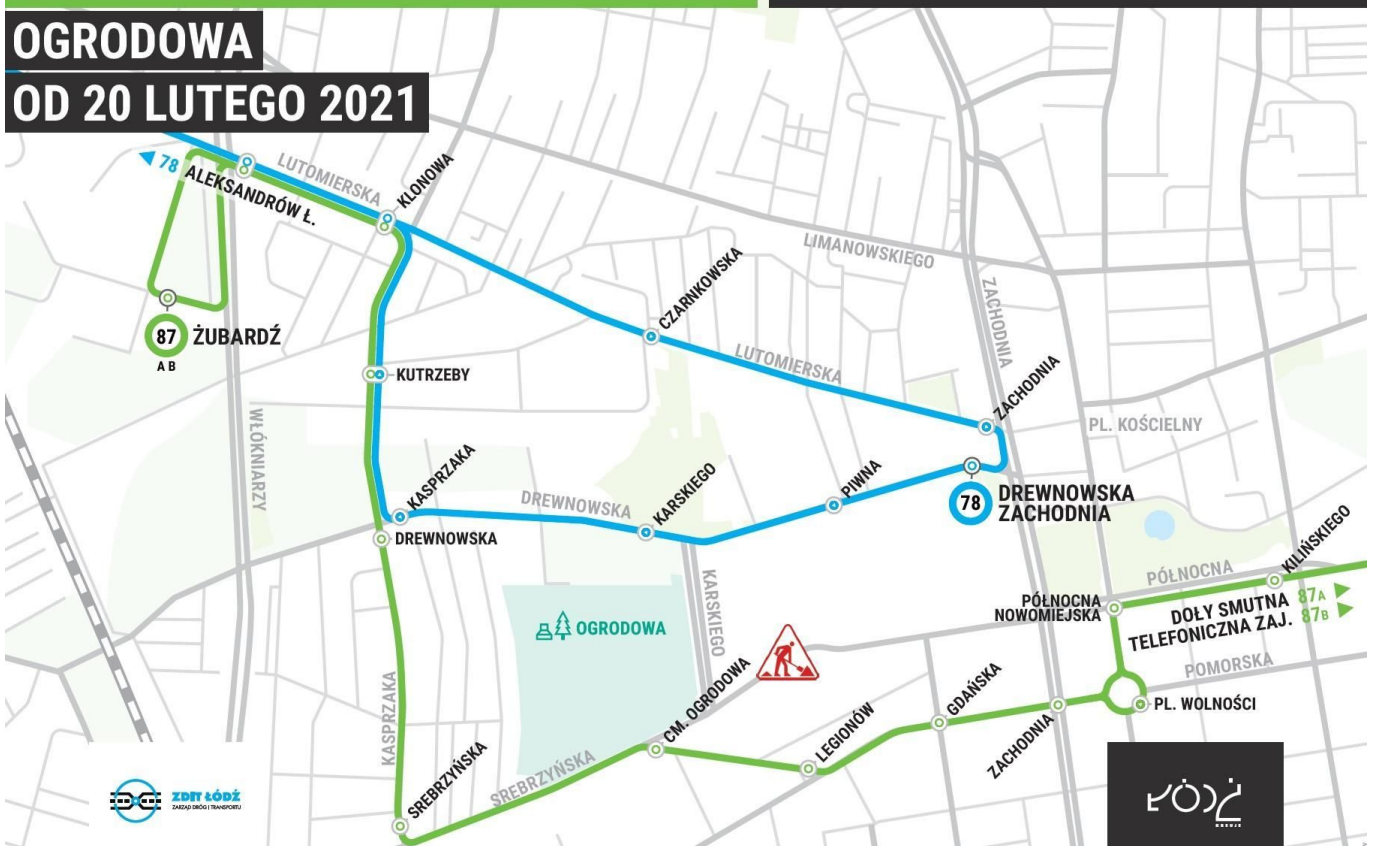 OGRODOWA
OD 20 LUTEGO 2021
78
ALEKSANDRÓW Ł.
LUTOMIERSKA
KLONOWA
LIMANOWSKIEGO
CZARNKOWSKA
ZACHODNIA
87
ŻUBARDŹ
A B
LUTOMIERSKA
KUTRZEBY
ZACHODNIA
WŁÓKNIARZY
PL. KOŚCIELNY
KASPRZAKA
DREWNOWSKA
KARSKIEGO
PIWNA
78
DREWNOWSKA
ZACHODNIA
DREWNOWSKA
KILIŃSKIEGO
PÓŁNOCNA
KARSKIEGO
PÓŁNOCNA
NOWOMIEJSKA
DOŁY SMUTNA 87A
TELEFONICZNA ZAJ. 87B
OGRODOWA
POMORSKA
KASPRZAKA
CM. OGRODOWA
GDAŃSKA
PL. WOLNOŚCI
LEGIONÓW
ZACHODNIA
SREBRZYŃSKA
SREBRZYŃSKA
ZDIT ŁÓDŹ
ZARZĄD DRÓG I TRANSPORTU
ŁÓDŹ
KREUJE